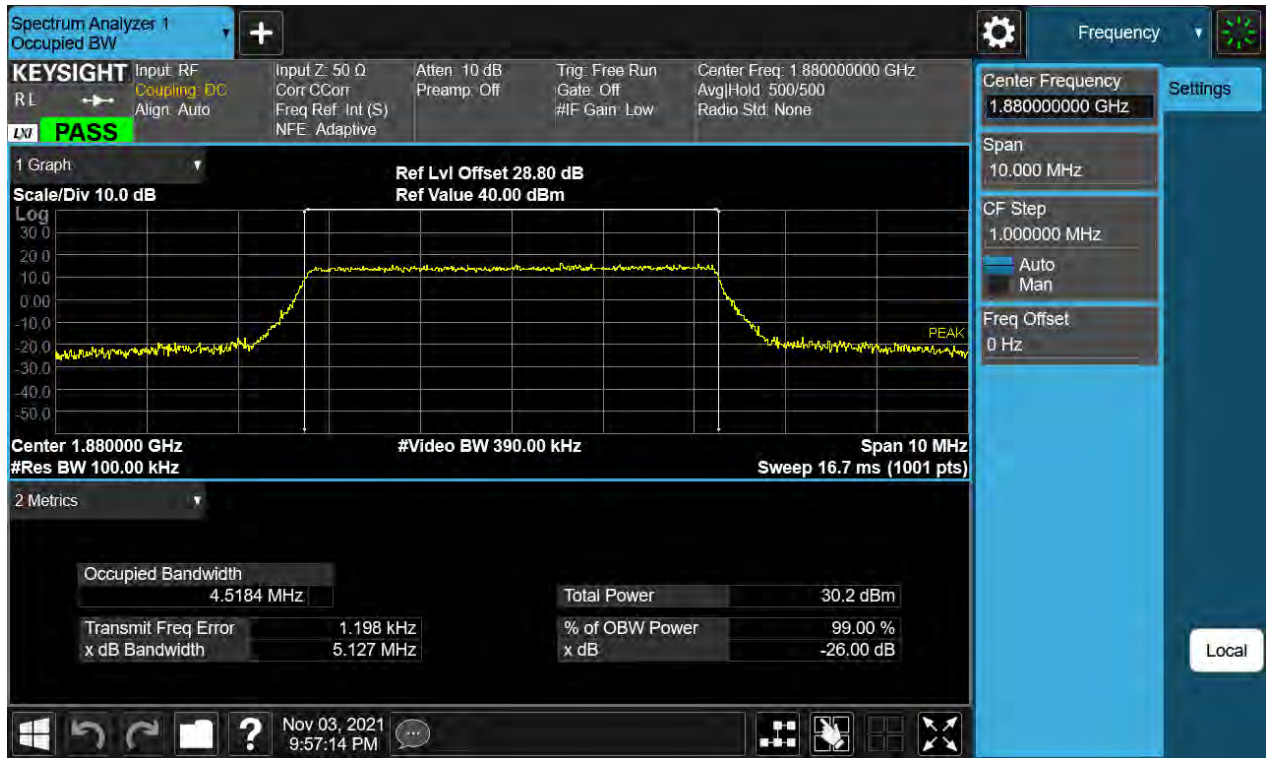 Spectrum Analyzer 1
Occupied BW
+
Frequency
KEYSIGHT
RL
LXI
PASS
Input: RF
Coupling: DC
Align: Auto
Input Z: 50 Ω
Corr CCorr
Freq Ref: Int (S)
NFE: Adaptive
Atten: 10 dB
Preamp: Off
Trig: Free Run
Gate: Off
#IF Gain: Low
Center Freq: 1.880000000 GHz
Avg|Hold: 500/500
Radio Std: None
Center Frequency
1.880000000 GHz
Settings
Span
10.000 MHz
CF Step
1.000000 MHz
Auto
Man
Freq Offset
0 Hz
Local
1 Graph
Scale/Div 10.0 dB
Ref Lvl Offset 28.80 dB
Ref Value 40.00 dBm
Log
30.0
20.0
10.0
0.00
-10.0
-20.0
-30.0
-40.0
-50.0
PEAK
Center 1.880000 GHz
#Video BW 390.00 kHz
Span 10 MHz
#Res BW 100.00 kHz
Sweep 16.7 ms (1001 pts)
2 Metrics
Occupied Bandwidth
4.5184 MHz
Total Power 30.2 dBm
Transmit Freq Error 1.198 kHz
% of OBW Power 99.00 %
x dB Bandwidth 5.127 MHz
x dB -26.00 dB
?
Nov 03, 2021
9:57:14 PM